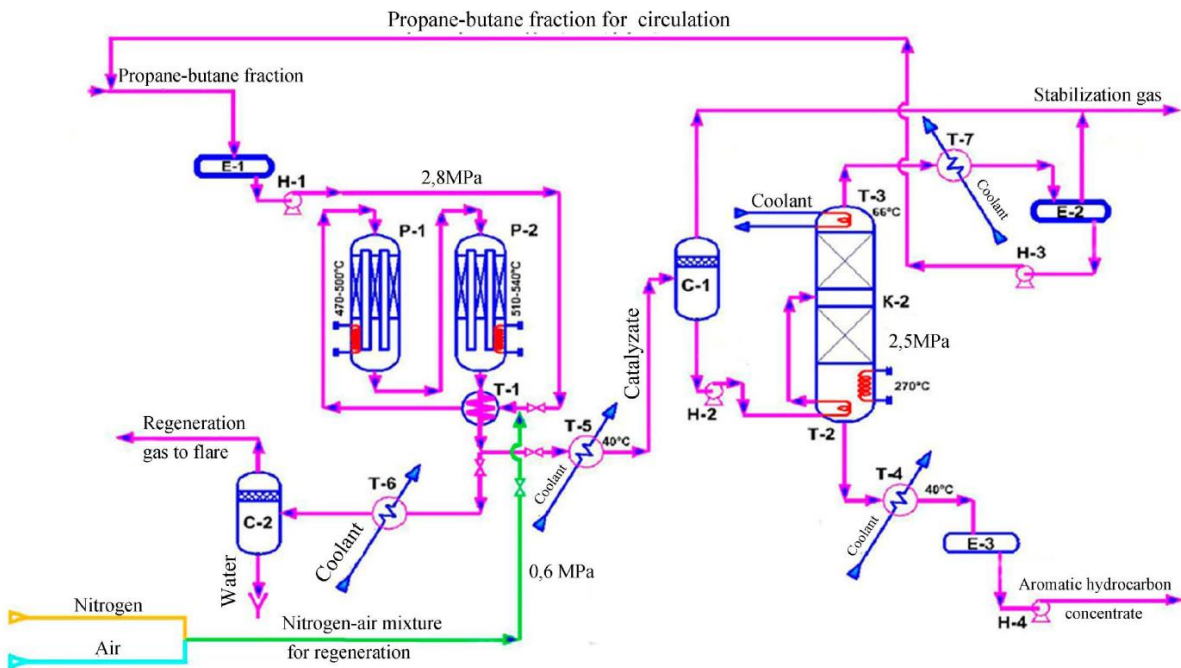 Propane-butane fraction for circulation
Propane-butane fraction
Stabilization gas
E-1
H-1
2,8MPa
T-7
Coolant
T-3
66°C
Coolant
E-2
P-1
P-2
470-500°C
510-540°C
C-1
H-3
K-2
2,5MPa
270°C
Catalyzate
T-1
H-2
T-2
T-5
40°C
Coolant
Regeneration
gas to flare
T-6
Coolant
C-2
Water
T-4
40°C
Coolant
E-3
0,6 MPa
Aromatic hydrocarbon
concentrate
H-4
Nitrogen
Air
Nitrogen-air mixture
for regeneration